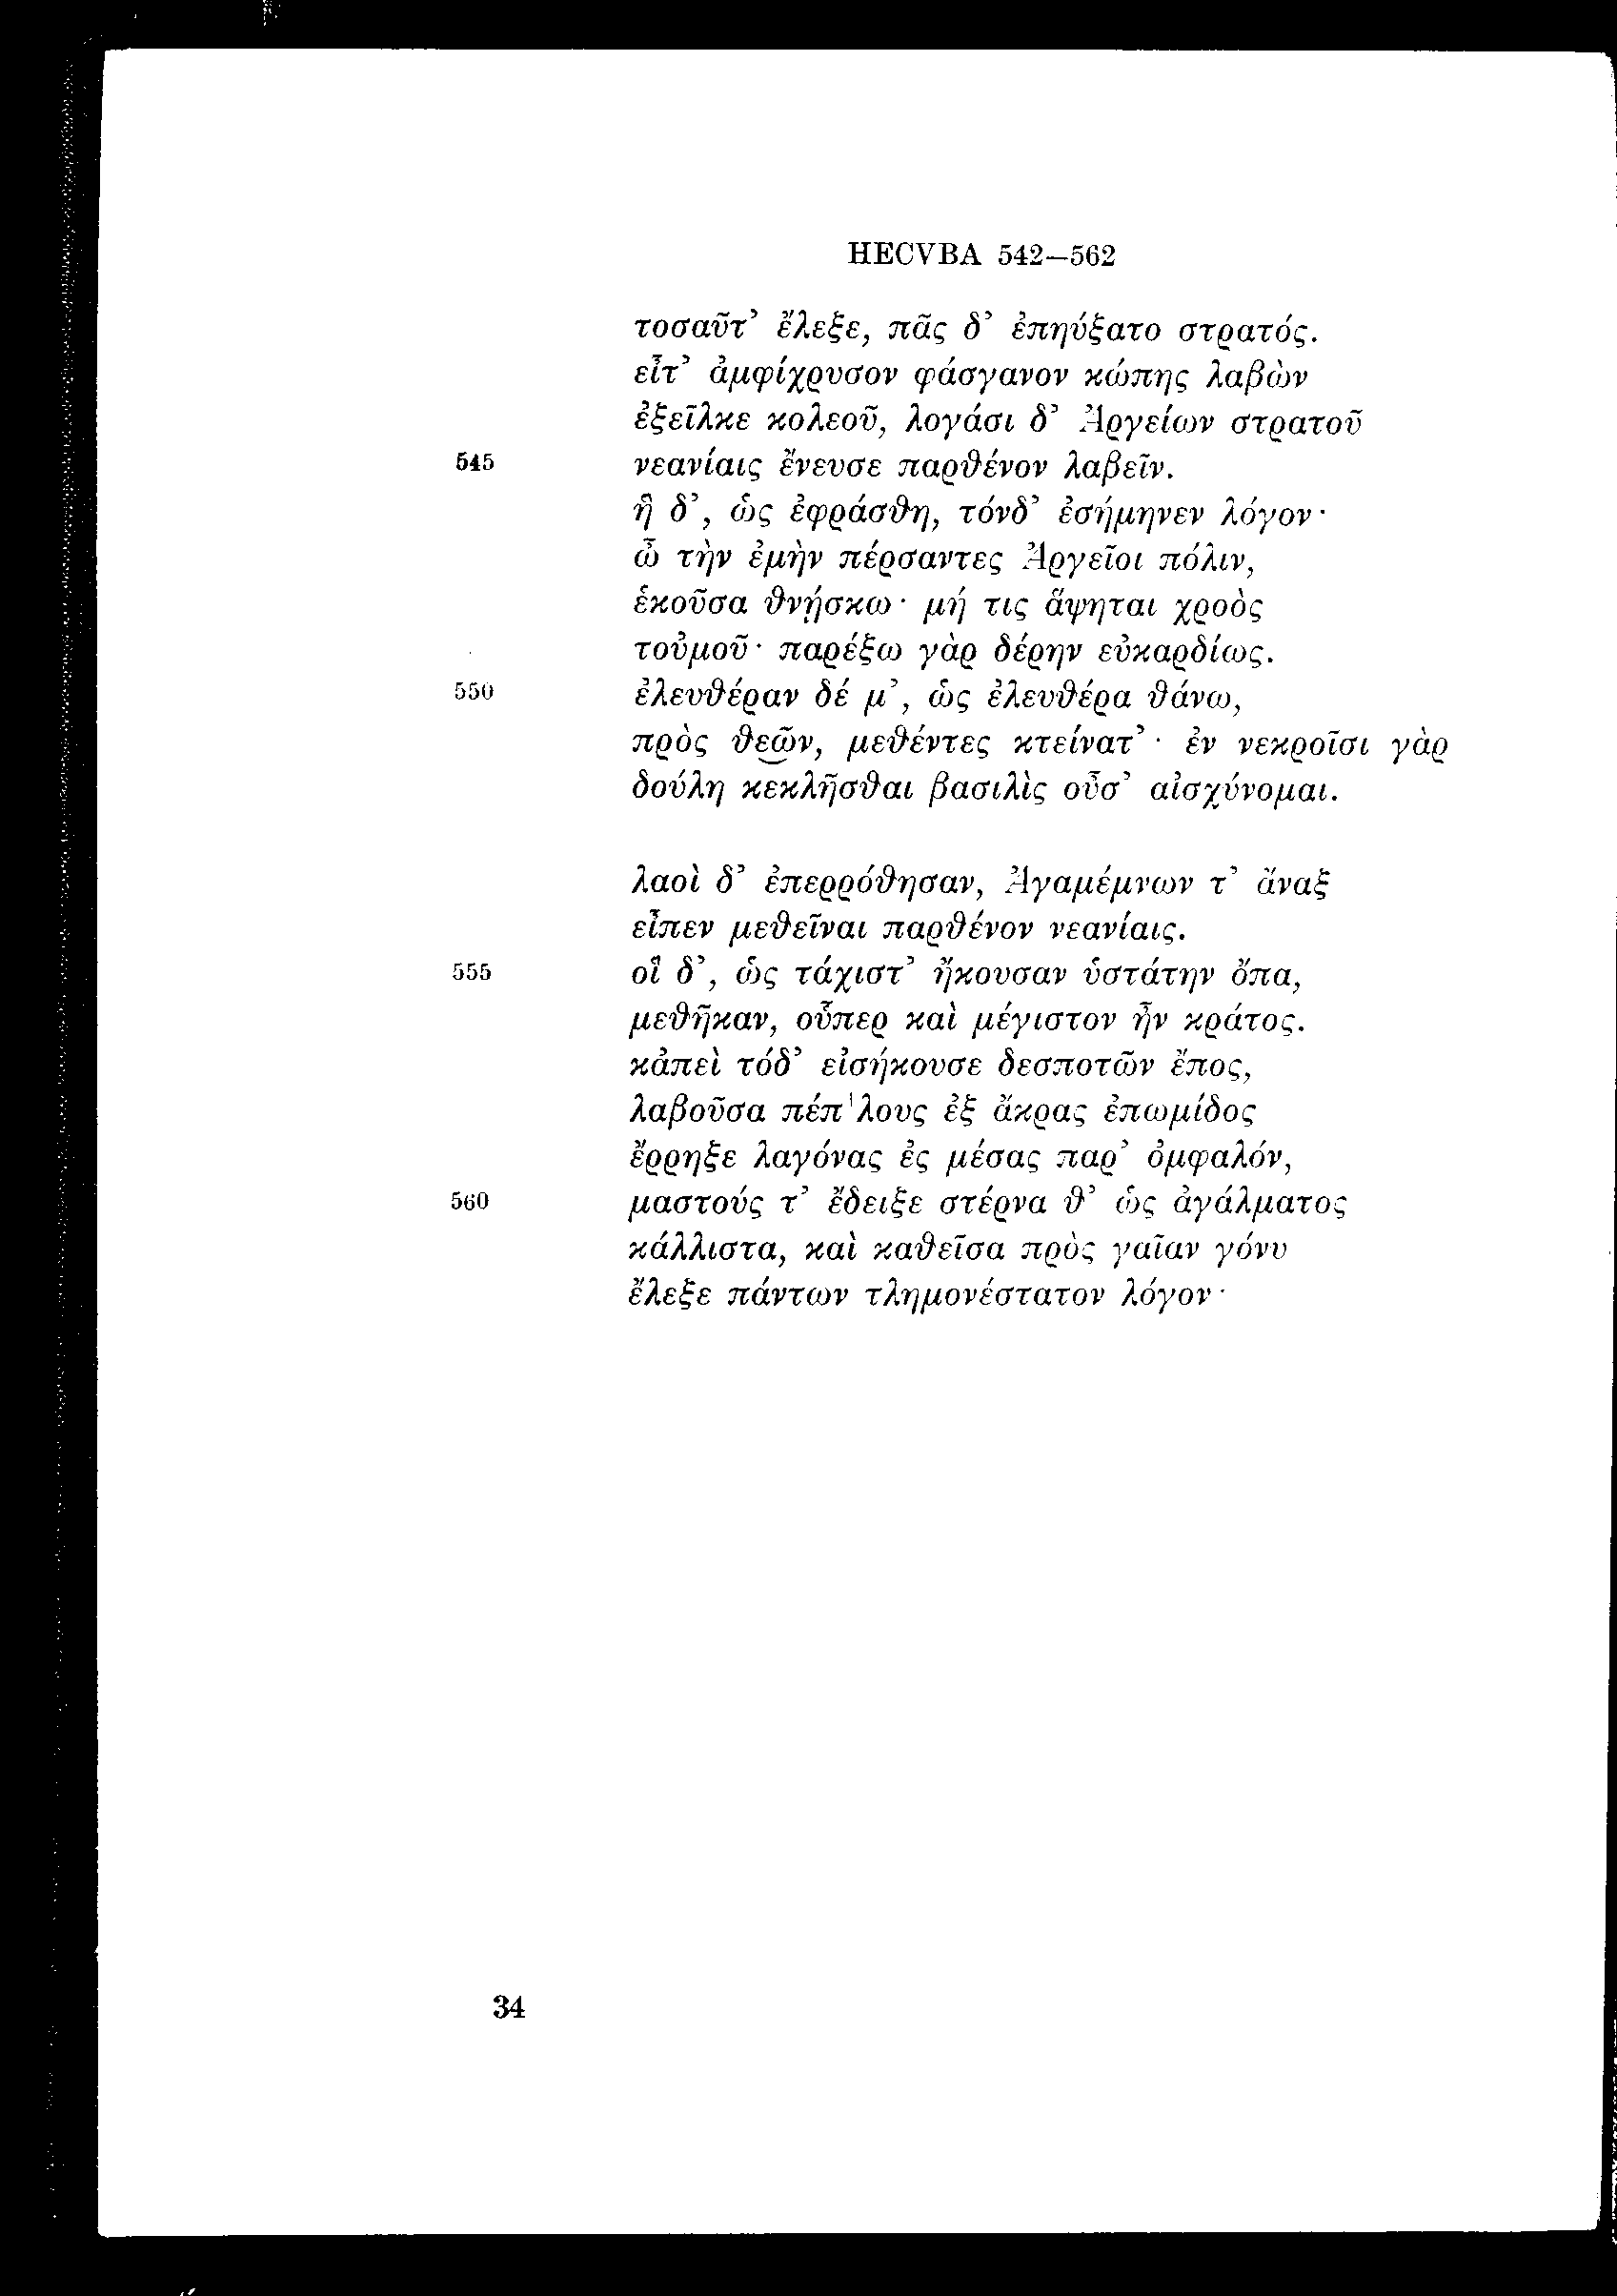 HECVBA 542–562
τοσαῦτ’ ἔλεξε, πᾶς δ’ ἐπηύξατο στρατός.
εἶτ’ ἀμφίχρυσον φάσγανον κώπης λαβὼν
ἐξεῖλκε κολεοῦ, λογάσι δ’ Ἀργείων στρατοῦ
545 νεανίαις ἔνευσε παρθένον λαβεῖν.
ἣ δ’, ὡς ἐφράσθη, τόνδ’ ἐσήμηνεν λόγον·
ὦ τὴν ἐμὴν πέρσαντες Ἀργεῖοι πόλιν,
ἑκοῦσα θνῄσκω· μή τις ἅψηται χροὸς
τοὐμοῦ· παρέξω γὰρ δέρην εὐκαρδίως.
550 ἐλευθέραν δέ μ’, ὡς ἐλευθέρα θάνω,
πρὸς θεῶν, μεθέντες κτείνατ’· ἐν νεκροῖσι γὰρ
δούλη κεκλῆσθαι βασιλὶς οὖσ’ αἰσχύνομαι.
λαοὶ δ’ ἐπερρόθησαν, Ἀγαμέμνων τ’ ἄναξ
εἶπεν μεθεῖναι παρθένον νεανίαις.
555 οἳ δ’, ὡς τάχιστ’ ἤκουσαν ὑστάτην ὄπα,
μεθῆκαν, οὗπερ καὶ μέγιστον ἦν κράτος.
κἀπεὶ τόδ’ εἰσήκουσε δεσποτῶν ἔπος,
λαβοῦσα πέπ'λους ἐξ ἄκρας ἐπωμίδος
ἔρρηξε λαγόνας ἐς μέσας παρ’ ὀμφαλόν,
560 μαστούς τ’ ἔδειξε στέρνα θ’ ὡς ἀγάλματος
κάλλιστα, καὶ καθεῖσα πρὸς γαῖαν γόνυ
ἔλεξε πάντων τλημονέστατον λόγον·
34